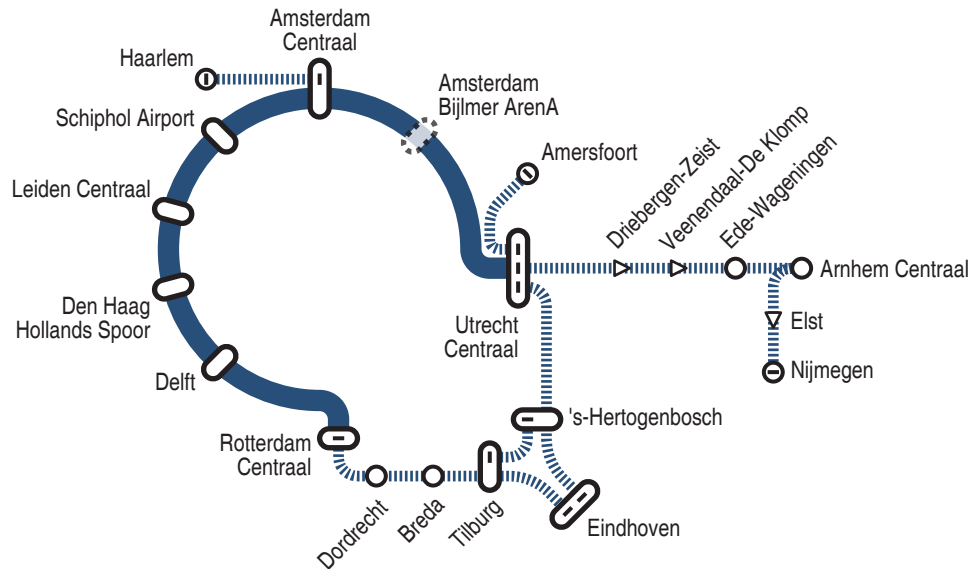 Amsterdam
Centraal
Haarlem
Amsterdam
Bijlmer ArenA
Schiphol Airport
Amersfoort
Driebergen-Zeist
Veenendaal-De Klomp
Ede-Wageningen
Leiden Centraal
Arnhem Centraal
Den Haag
Hollands Spoor
Utrecht
Centraal
Elst
Nijmegen
Delft
's-Hertogenbosch
Rotterdam
Centraal
Dordrecht
Breda
Tilburg
Eindhoven